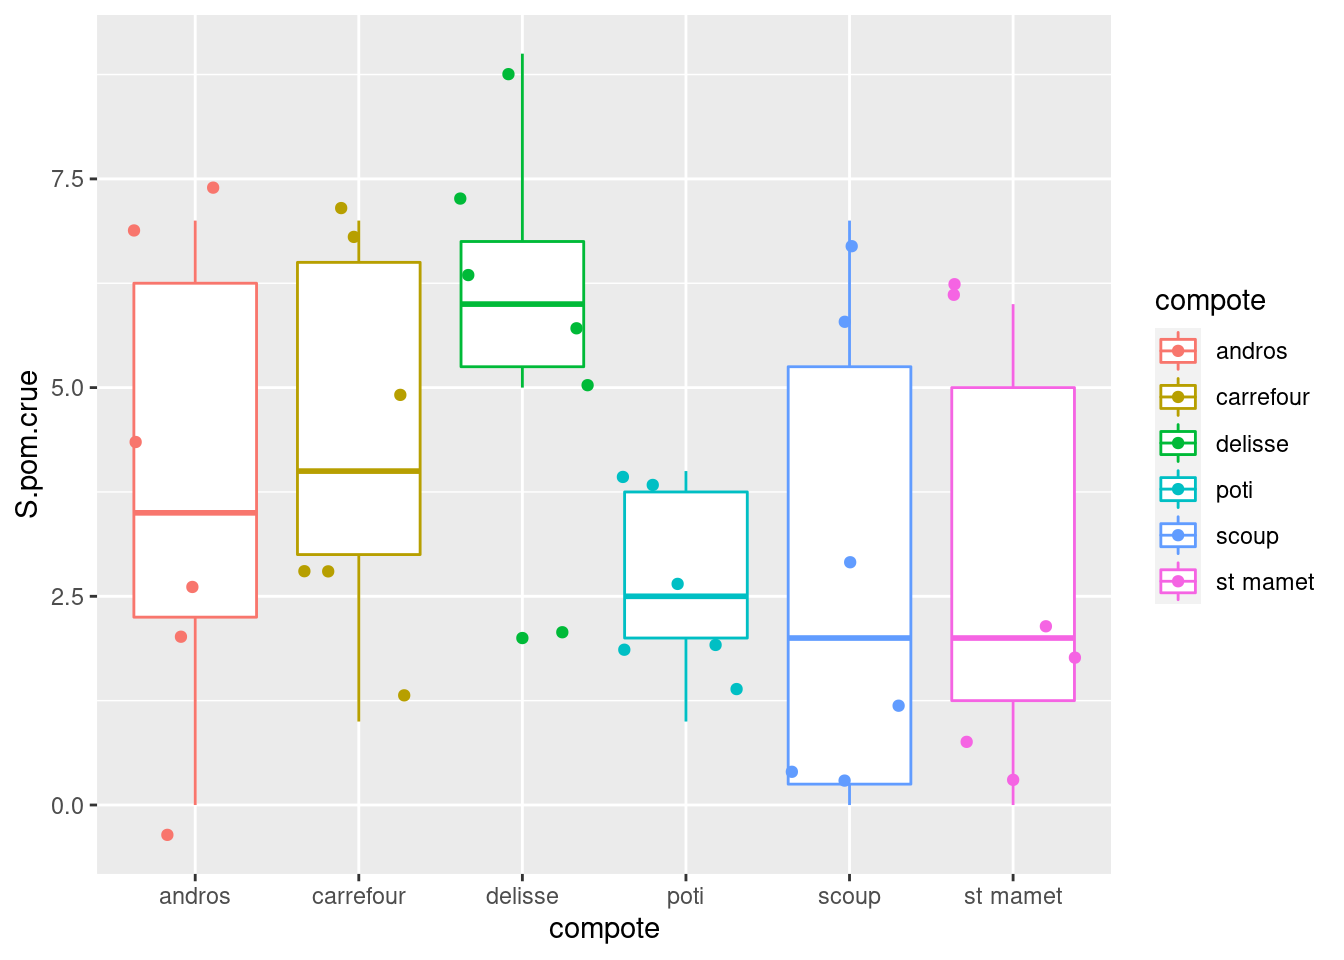 S.pom.crue
7.5
5.0
2.5
0.0
andros carrefour delisse poti scoup st mamet
compote
compote
andros
carrefour
delisse
poti
scoup
st mamet